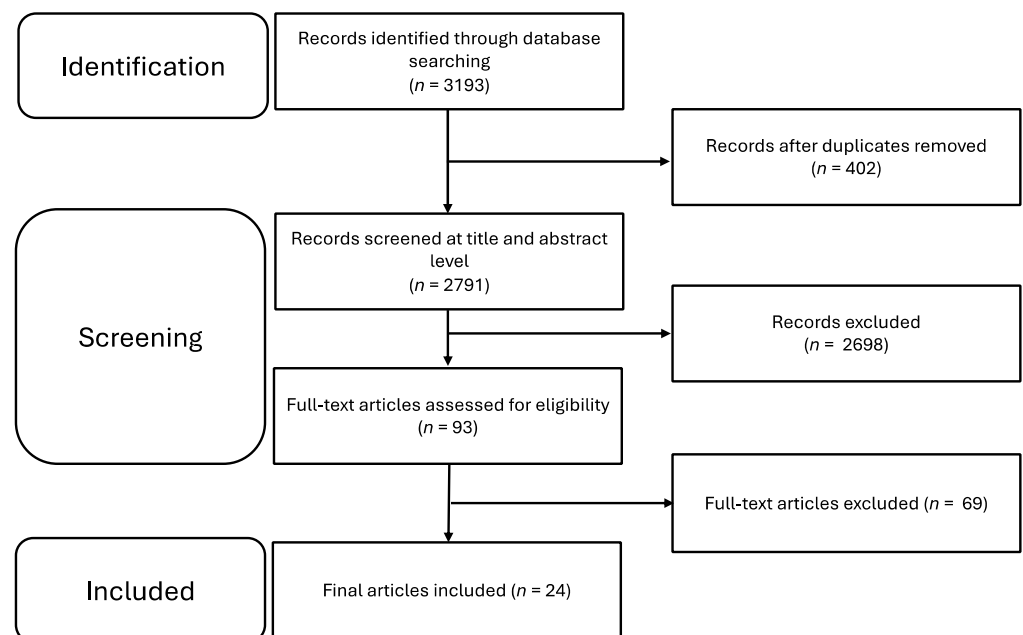 Identification
Records identified through database
searching
(n = 3193)
Records after duplicates removed
(n = 402)
Screening
Records screened at title and abstract
level
(n = 2791)
Records excluded
(n =  2698)
Full-text articles assessed for eligibility
(n = 93)
Full-text articles excluded (n =  69)
Included
Final articles included (n = 24)